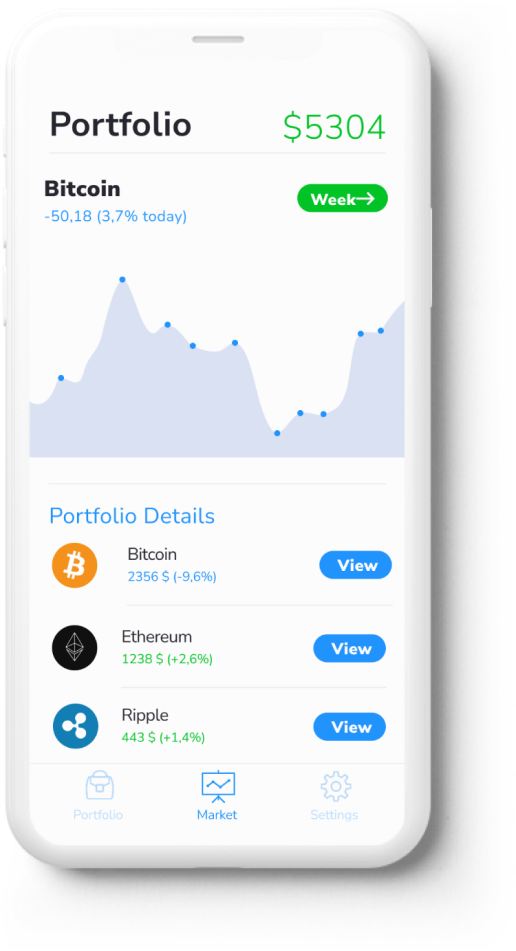 Portfolio
$5304
Bitcoin
Week→
-50,18 (3,7% today)
Portfolio Details
Bitcoin
2356 $ (-9,6%)
View
Ethereum
1238 $ (+2,6%)
View
Ripple
443 $ (+1,4%)
View
Portfolio
Market
Settings